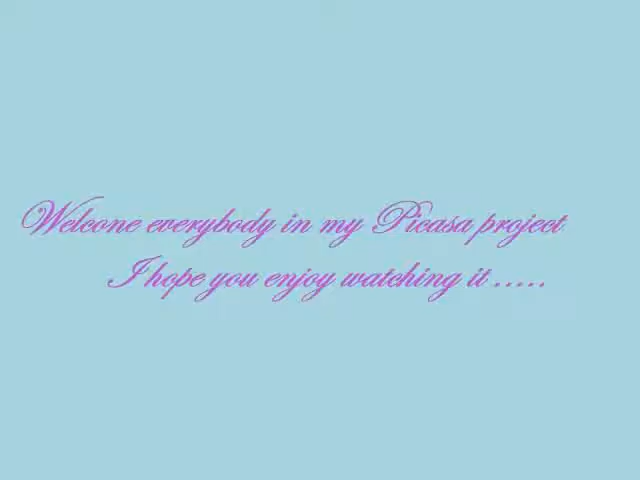 Welcone everybody in my Picasa project
I hope you enjoy watching it .....